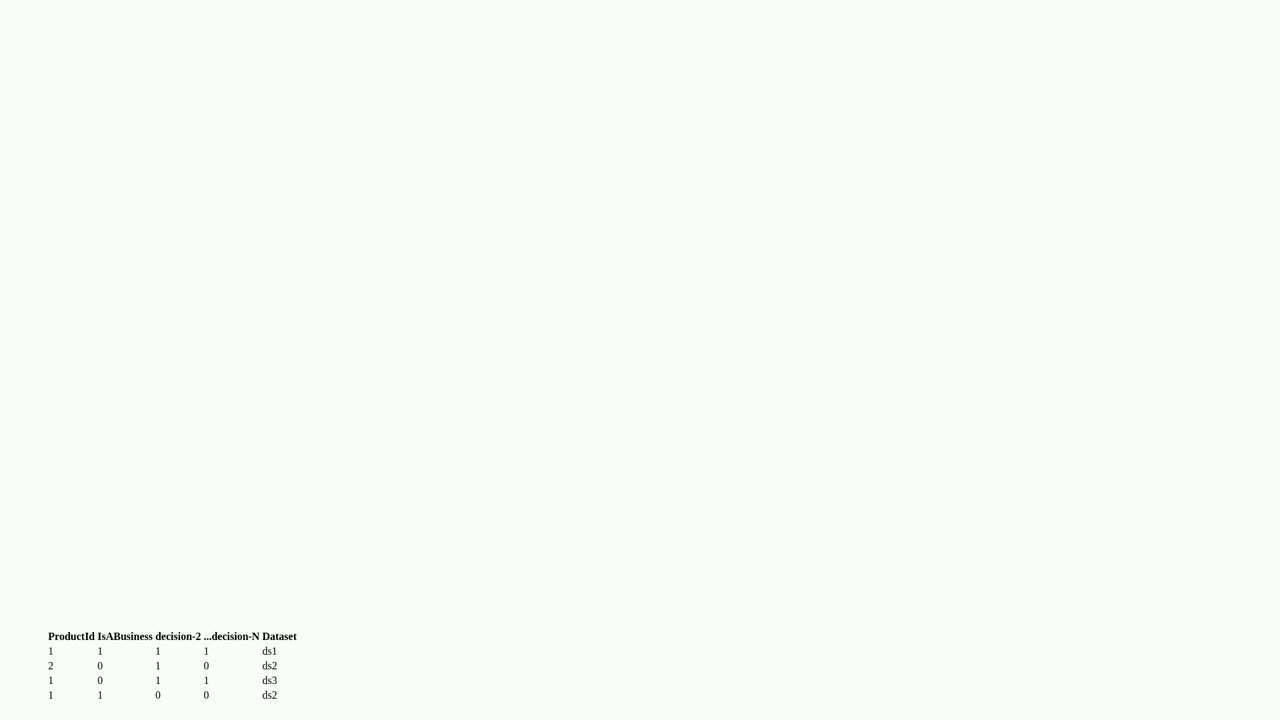 ProductId IsABusiness decision-2 ...decision-N Dataset
1 1 1 1 ds1
2 0 1 0 ds2
1 0 1 1 ds3
1 1 0 0 ds2